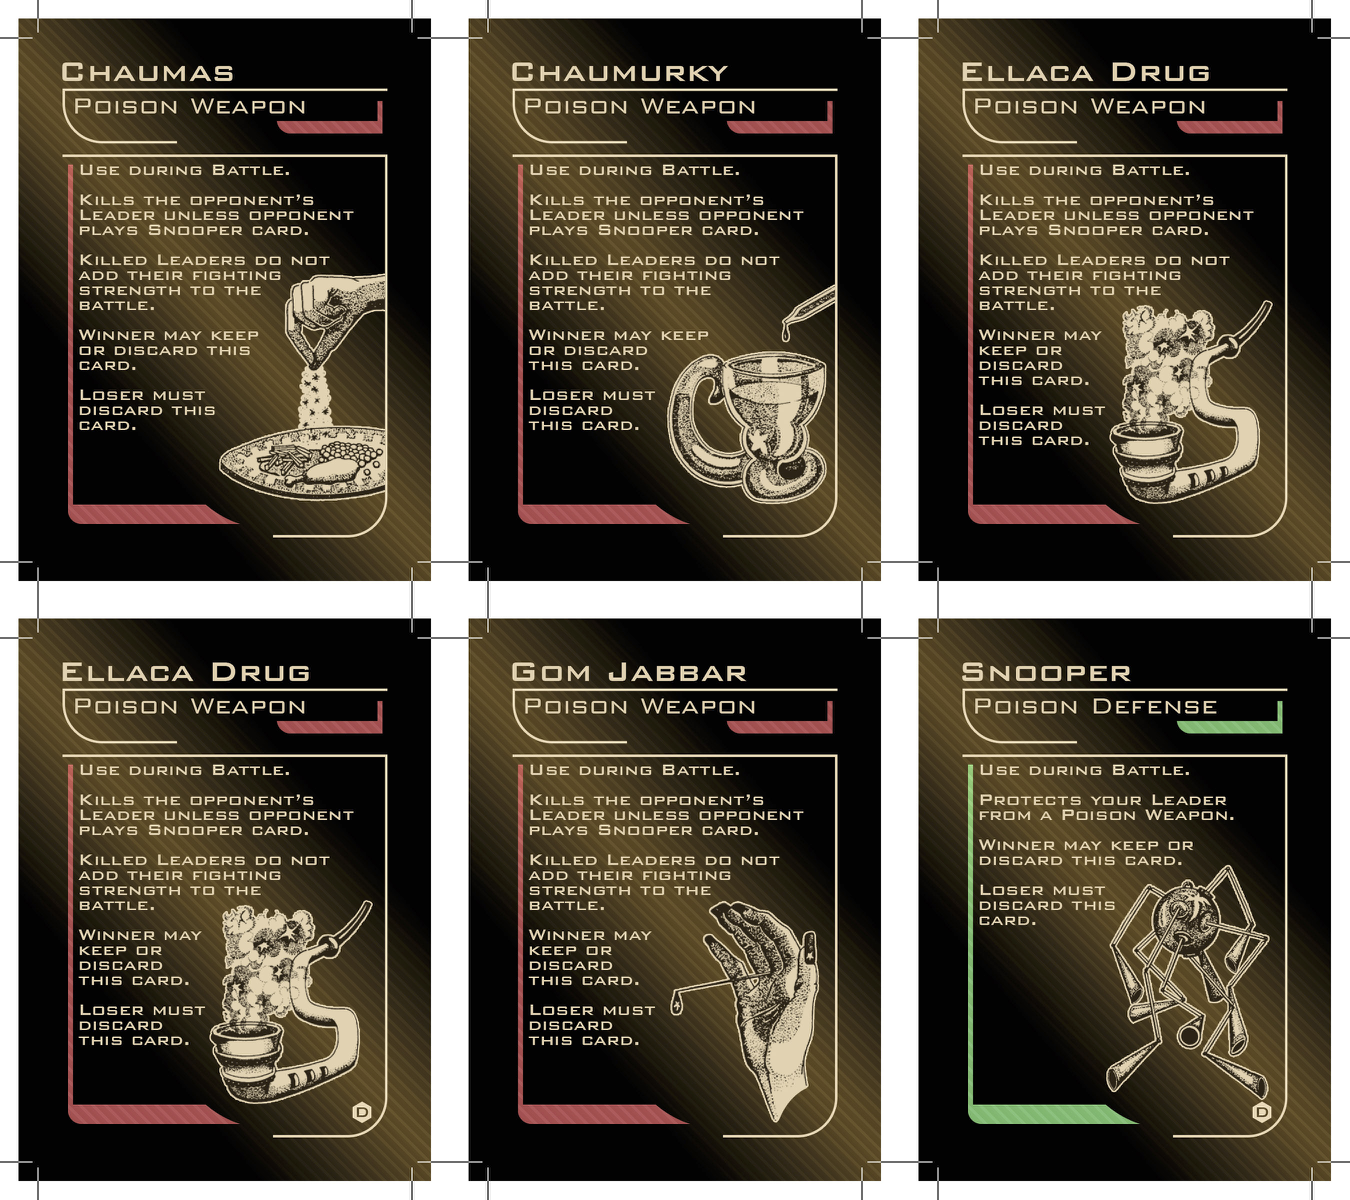 Chaumas
Poison Weapon
Use during Battle.
Kills the opponent's
Leader unless opponent
plays Snooper card.
Killed Leaders do not
add their fighting
strength to the
battle.
Winner may keep
or discard this
card.
Loser must
discard this
card.
Chaumurky
Poison Weapon
Use during Battle.
Kills the opponent's
Leader unless opponent
plays Snooper card.
Killed Leaders do not
add their fighting
strength to the
battle.
Winner may keep
or discard
this card.
Loser must
discard
this card.
Ellaca Drug
Poison Weapon
Use during Battle.
Kills the opponent's
Leader unless opponent
plays Snooper card.
Killed Leaders do not
add their fighting
strength to the
battle.
Winner may
keep or
discard
this card.
Loser must
discard
this card.
Ellaca Drug
Poison Weapon
Use during Battle.
Kills the opponent's
Leader unless opponent
plays Snooper card.
Killed Leaders do not
add their fighting
strength to the
battle.
Winner may
keep or
discard
this card.
Loser must
discard
this card.
D
Gom Jabbar
Poison Weapon
Use during Battle.
Kills the opponent's
Leader unless opponent
plays Snooper card.
Killed Leaders do not
add their fighting
strength to the
battle.
Winner may
keep or
discard
this card.
Loser must
discard
this card.
Snooper
Poison Defense
Use during Battle.
Protects your Leader
from a Poison Weapon.
Winner may keep or
discard this card.
Loser must
discard this
card.
D